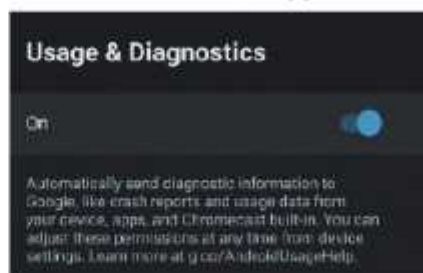 Usage & Diagnostics
On
Automatically send diagnostic information to
Google, like crash reports and usage data from
your device, apps, and Chromecast built-in. You can
adjust these permissions at any time from device
settings. Learn more at g.co/AndroidUsageHelp.